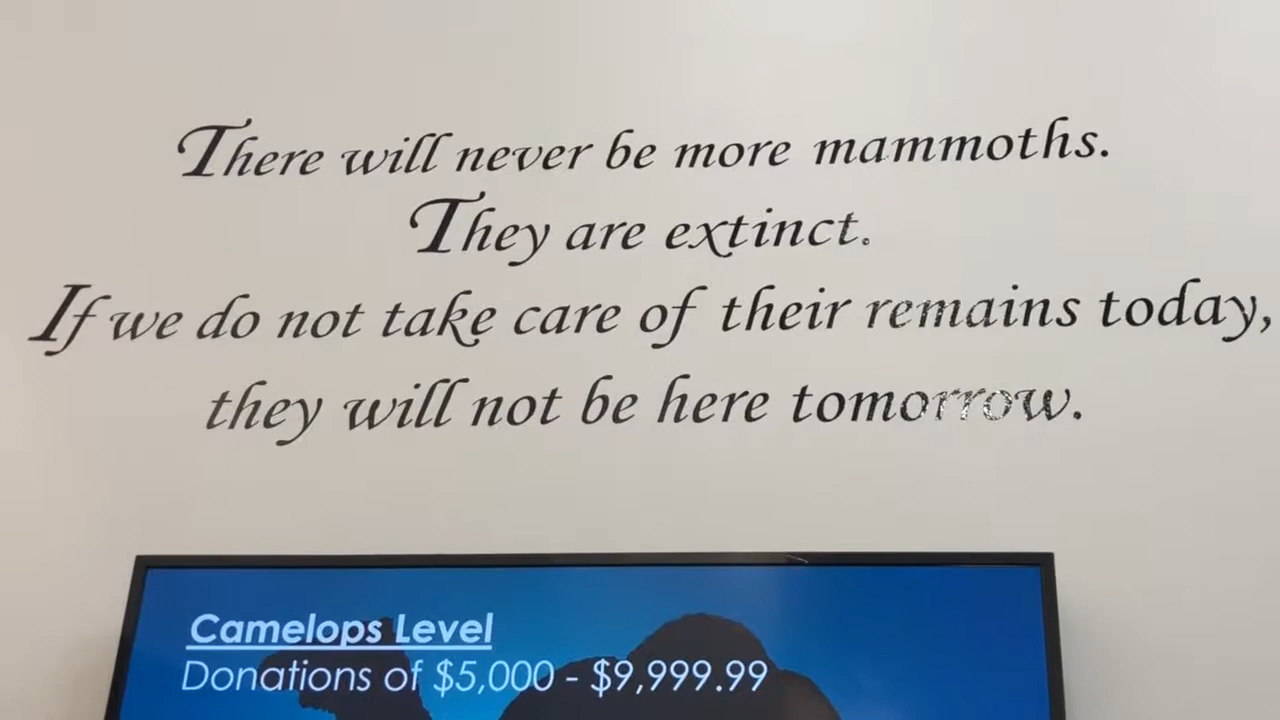 There will never be more mammoths.
They are extinct.
If we do not take care of their remains today,
they will not be here tomorrow.
Camelops Level
Donations of $5,000 - $9,999.99